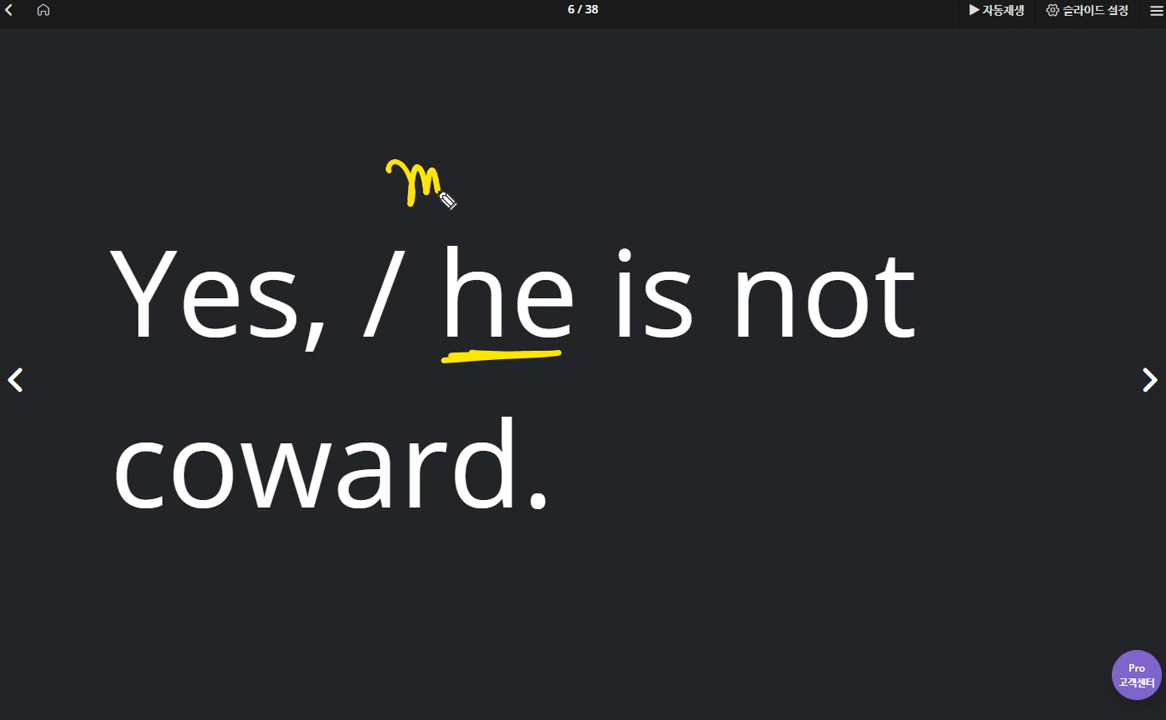 6 / 38
▶ 자동재생
슬라이드 설정
m
Yes, / he is not
coward.
Pro
고객센터